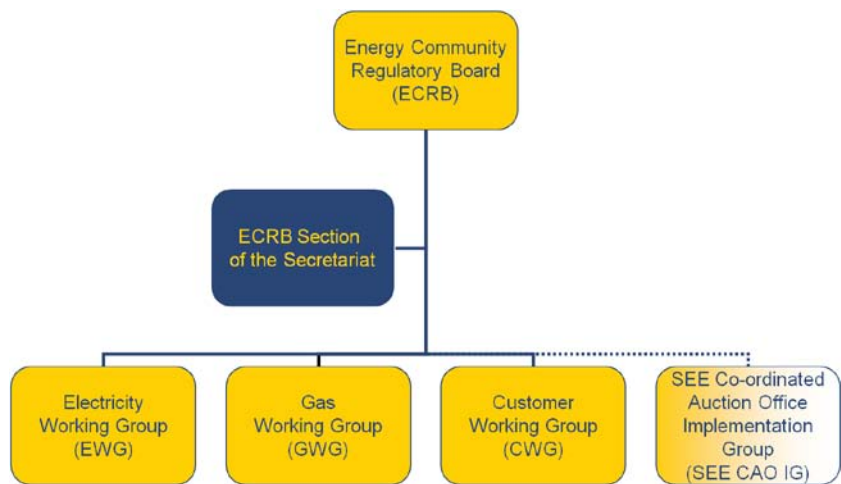 Energy Community
Regulatory Board
(ECRB)
ECRB Section
of the Secretariat
Electricity
Working Group
(EWG)
Gas
Working Group
(GWG)
Customer
Working Group
(CWG)
SEE Co-ordinated
Auction Office
Implementation
Group
(SEE CAO IG)